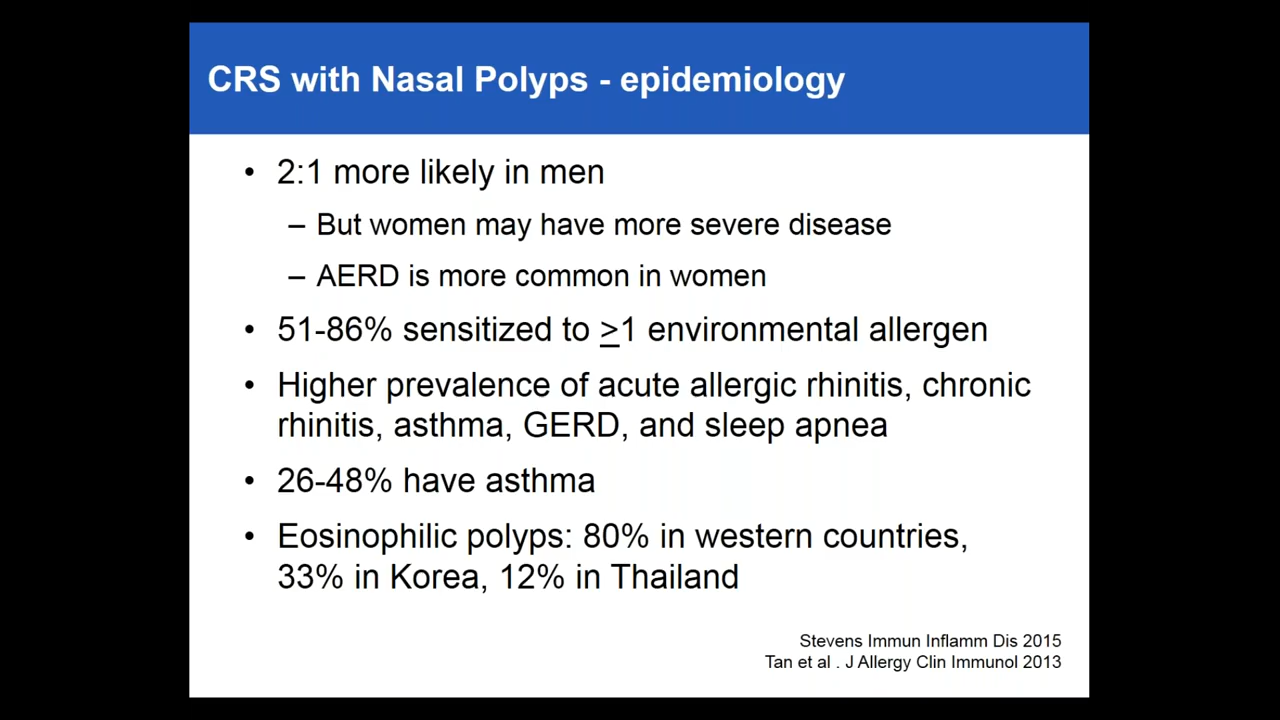 CRS with Nasal Polyps - epidemiology
• 2:1 more likely in men
– But women may have more severe disease
– AERD is more common in women
• 51-86% sensitized to >1 environmental allergen
• Higher prevalence of acute allergic rhinitis, chronic
rhinitis, asthma, GERD, and sleep apnea
• 26-48% have asthma
• Eosinophilic polyps: 80% in western countries,
33% in Korea, 12% in Thailand
Stevens Immun Inflamm Dis 2015
Tan et al . J Allergy Clin Immunol 2013